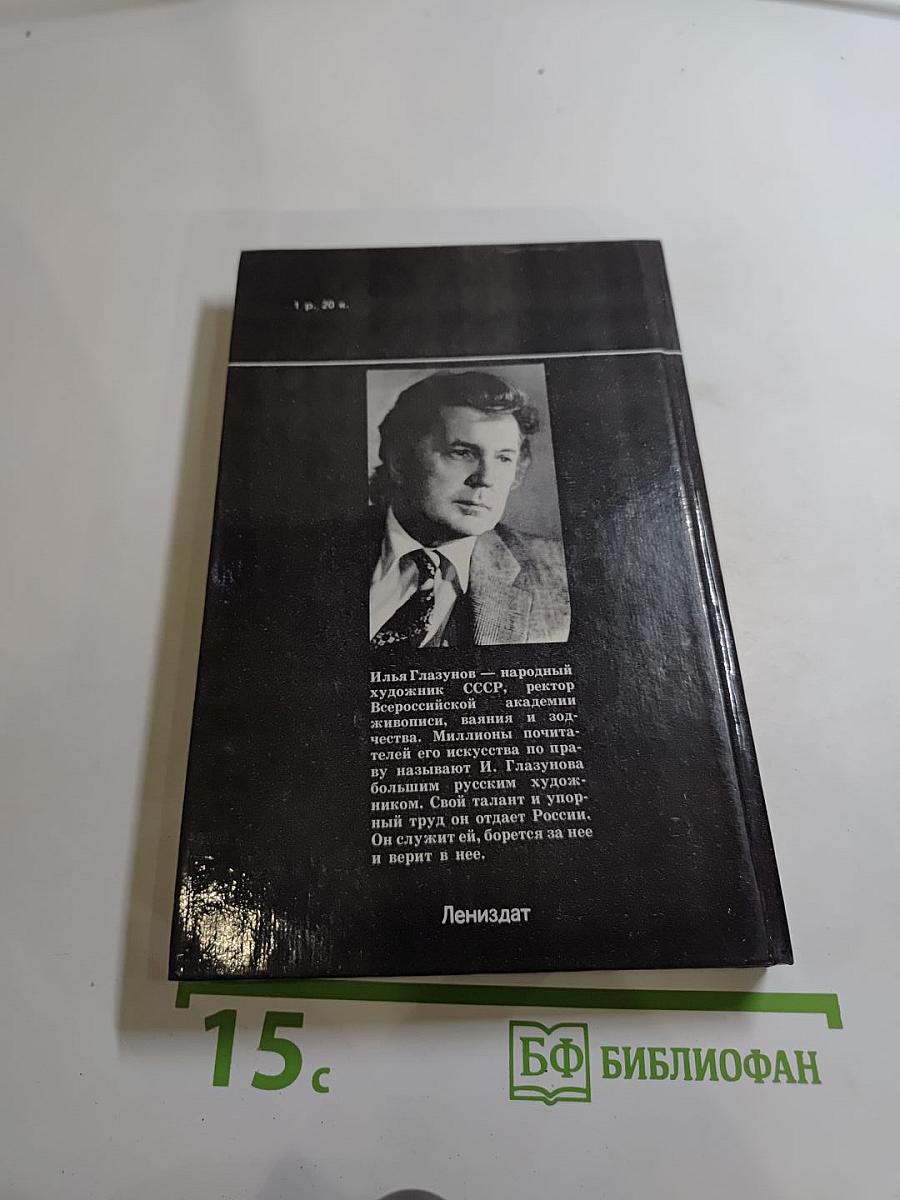 1 р. 20 к.
Илья Глазунов — народный
художник СССР, ректор
Всероссийской академии
живописи, ваяния и зод-
чества. Миллионы почита-
телей его искусства по пра-
ву называют И. Глазунова
большим русским худож-
ником. Свой талант и упор-
ный труд он отдает России.
Он служит ей, борется за нее
и верит в нее.
Лениздат
15 с
БФ БИБЛИОФАН